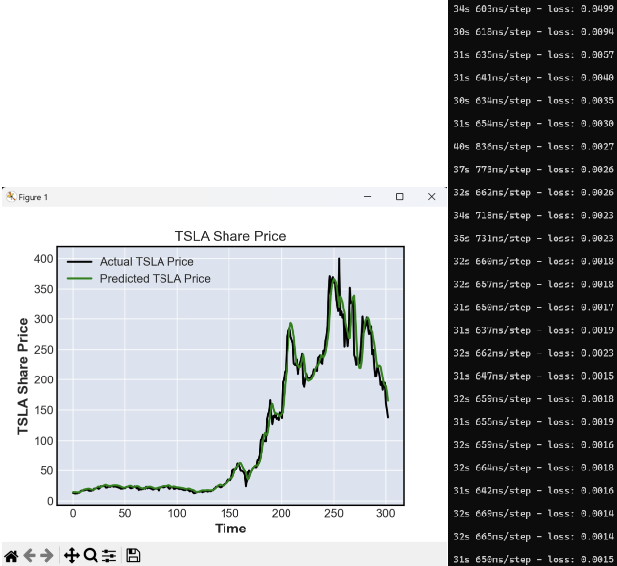 Figure 1
TSLA Share Price
Actual TSLA Price
Predicted TSLA Price
400
350
300
250
200
150
100
50
0
TSLA Share Price
0 50 100 150 200 250 300
Time
34s 603ms/step - loss: 0.0499
30s 618ms/step - loss: 0.0094
31s 635ms/step - loss: 0.0057
31s 641ms/step - loss: 0.0040
30s 634ms/step - loss: 0.0035
31s 654ms/step - loss: 0.0030
40s 836ms/step - loss: 0.0027
37s 773ms/step - loss: 0.0026
32s 662ms/step - loss: 0.0026
34s 718ms/step - loss: 0.0023
35s 731ms/step - loss: 0.0023
32s 660ms/step - loss: 0.0018
32s 657ms/step - loss: 0.0018
31s 650ms/step - loss: 0.0017
31s 637ms/step - loss: 0.0019
32s 662ms/step - loss: 0.0023
31s 647ms/step - loss: 0.0015
32s 659ms/step - loss: 0.0018
31s 655ms/step - loss: 0.0019
32s 659ms/step - loss: 0.0016
32s 664ms/step - loss: 0.0018
31s 642ms/step - loss: 0.0016
32s 669ms/step - loss: 0.0014
32s 665ms/step - loss: 0.0014
31s 650ms/step - loss: 0.0015